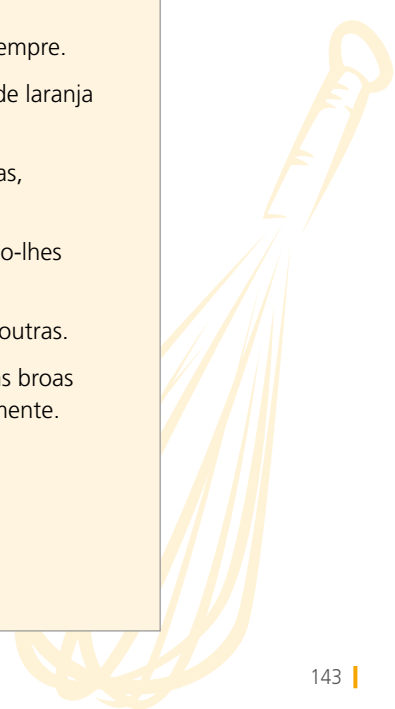 empre.
de laranja
as,
o-lhes
outras.
s broas
mente.
143